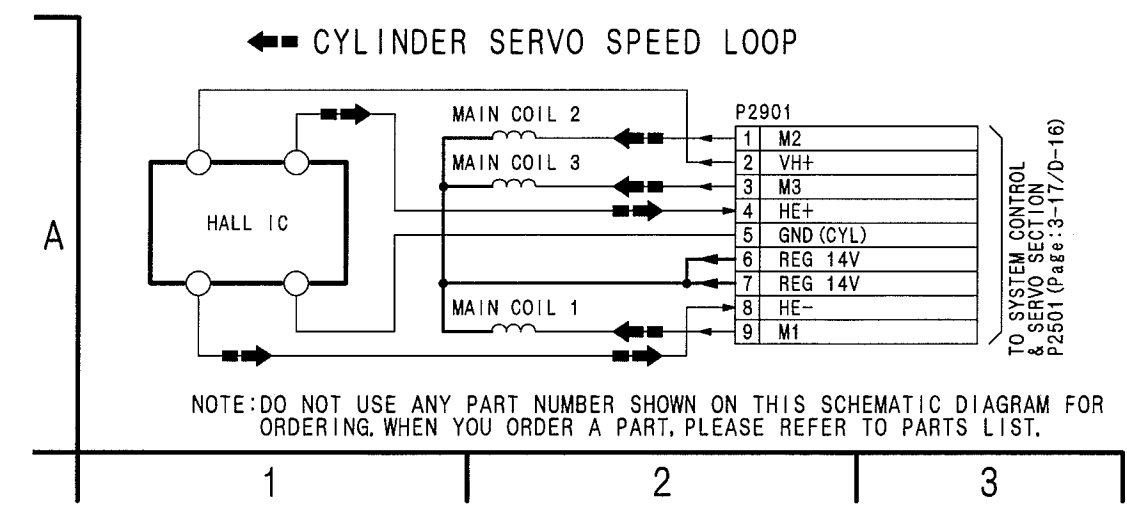 CYLINDER SERVO SPEED LOOP
MAIN COIL 2
P2901
1 M2
2 VH+
MAIN COIL 3
3 M3
4 HE+
HALL IC
5 GND(CYL)
6 REG 14V
7 REG 14V
MAIN COIL 1
8 HE-
9 M1
TO SYSTEM CONTROL
& SERVO SECTION
P2501(Page:3-17/D-16)
A
NOTE:DO NOT USE ANY PART NUMBER SHOWN ON THIS SCHEMATIC DIAGRAM FOR
ORDERING. WHEN YOU ORDER A PART, PLEASE REFER TO PARTS LIST.
1 2 3